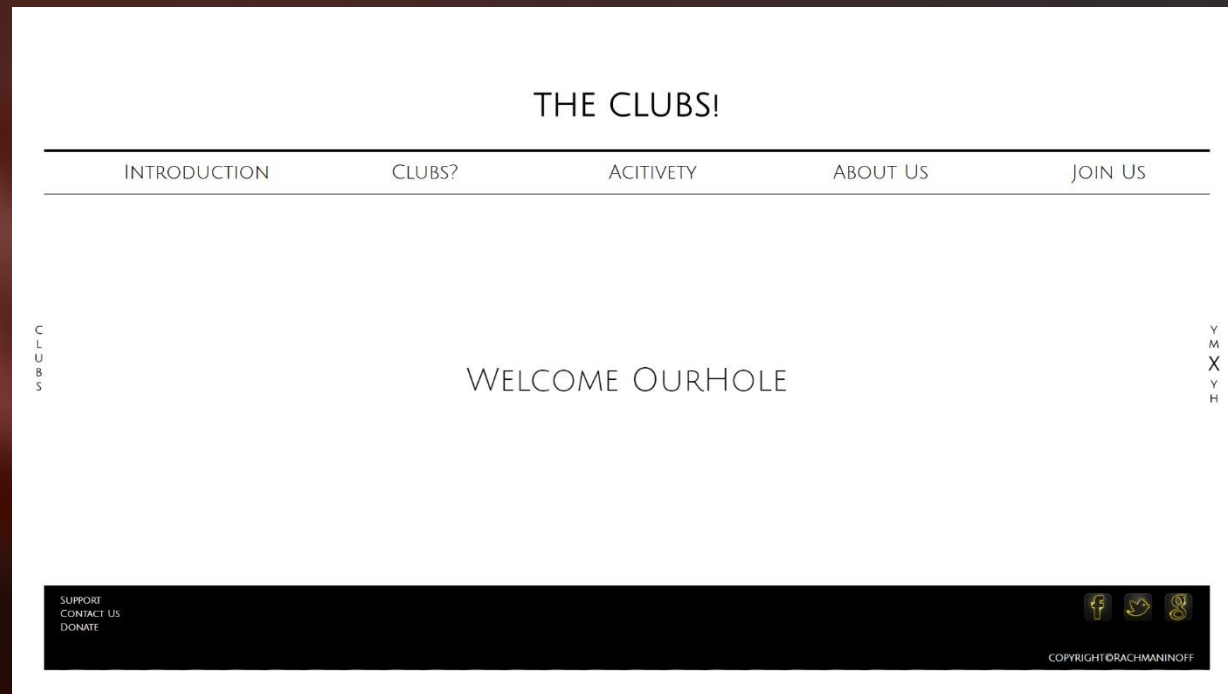 THE CLUBS!
INTRODUCTION
CLUBS?
ACITIVETY
ABOUT US
JOIN US
C
L
U
B
S
WELCOME OURHOLE
Y
M
X
Y
H
SUPPORT
CONTACT US
DONATE
f
g
COPYRIGHT©RACHMANINOFF